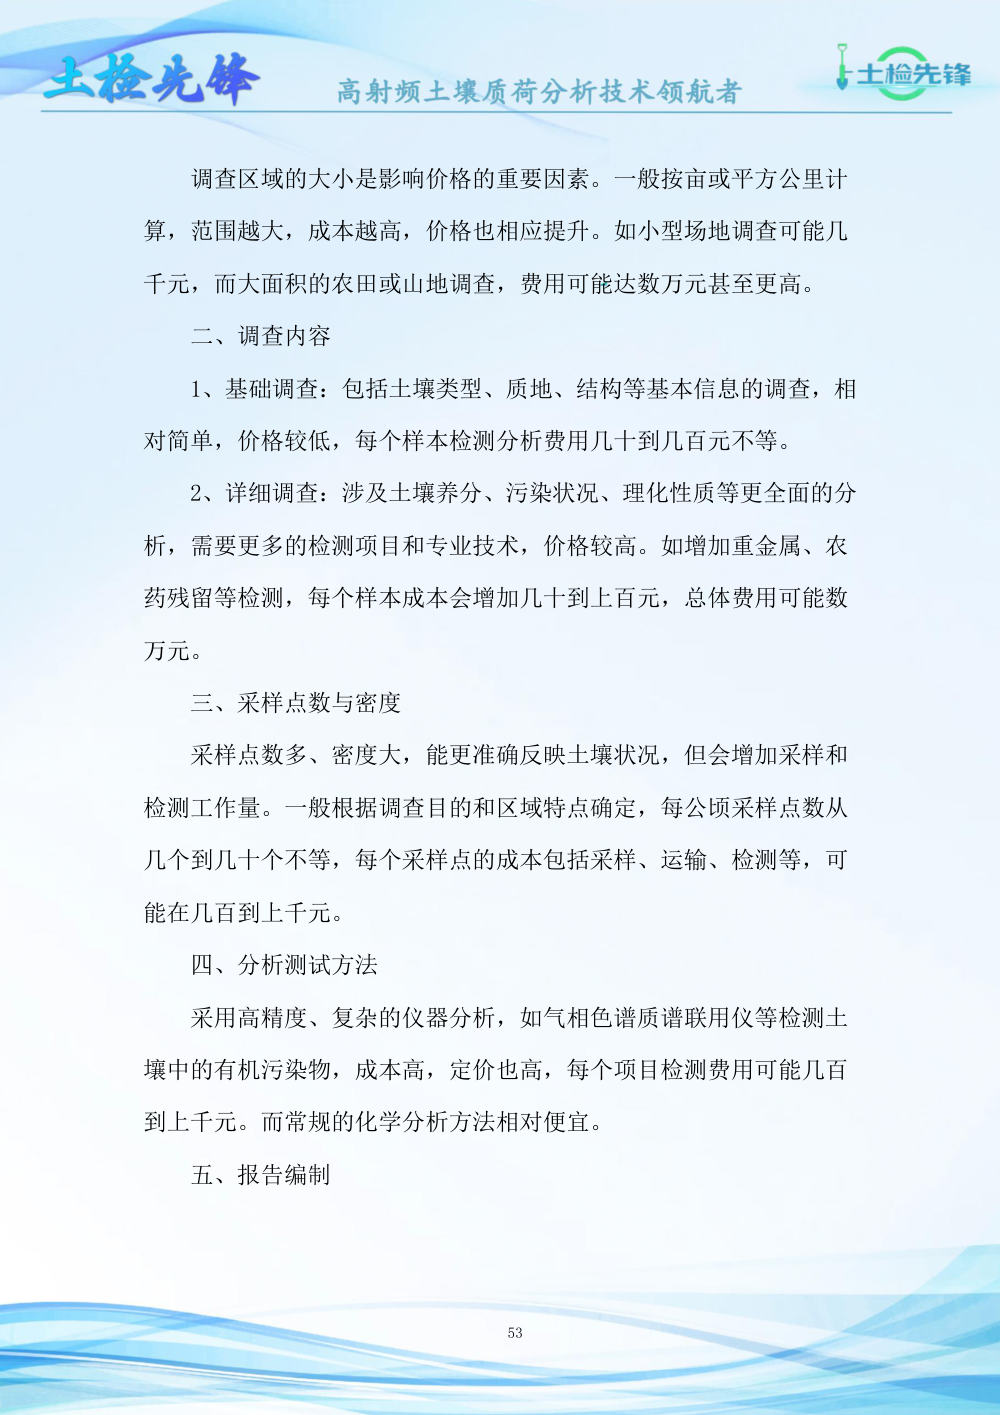 土检先锋
高射频土壤质荷分析技术领航者
土检先锋
调查区域的大小是影响价格的重要因素。一般按亩或平方公里计
算，范围越大，成本越高，价格也相应提升。如小型场地调查可能几
千元，而大面积的农田或山地调查，费用可能达数万元甚至更高。
二、调查内容
1、基础调查：包括土壤类型、质地、结构等基本信息的调查，相
对简单，价格较低，每个样本检测分析费用几十到几百元不等。
2、详细调查：涉及土壤养分、污染状况、理化性质等更全面的分
析，需要更多的检测项目和专业技术，价格较高。如增加重金属、农
药残留等检测，每个样本成本会增加几十到上百元，总体费用可能数
万元。
三、采样点数与密度
采样点数多、密度大，能更准确反映土壤状况，但会增加采样和
检测工作量。一般根据调查目的和区域特点确定，每公顷采样点数从
几个到几十个不等，每个采样点的成本包括采样、运输、检测等，可
能在几百到上千元。
四、分析测试方法
采用高精度、复杂的仪器分析，如气相色谱质谱联用仪等检测土
壤中的有机污染物，成本高，定价也高，每个项目检测费用可能几百
到上千元。而常规的化学分析方法相对便宜。
五、报告编制
53